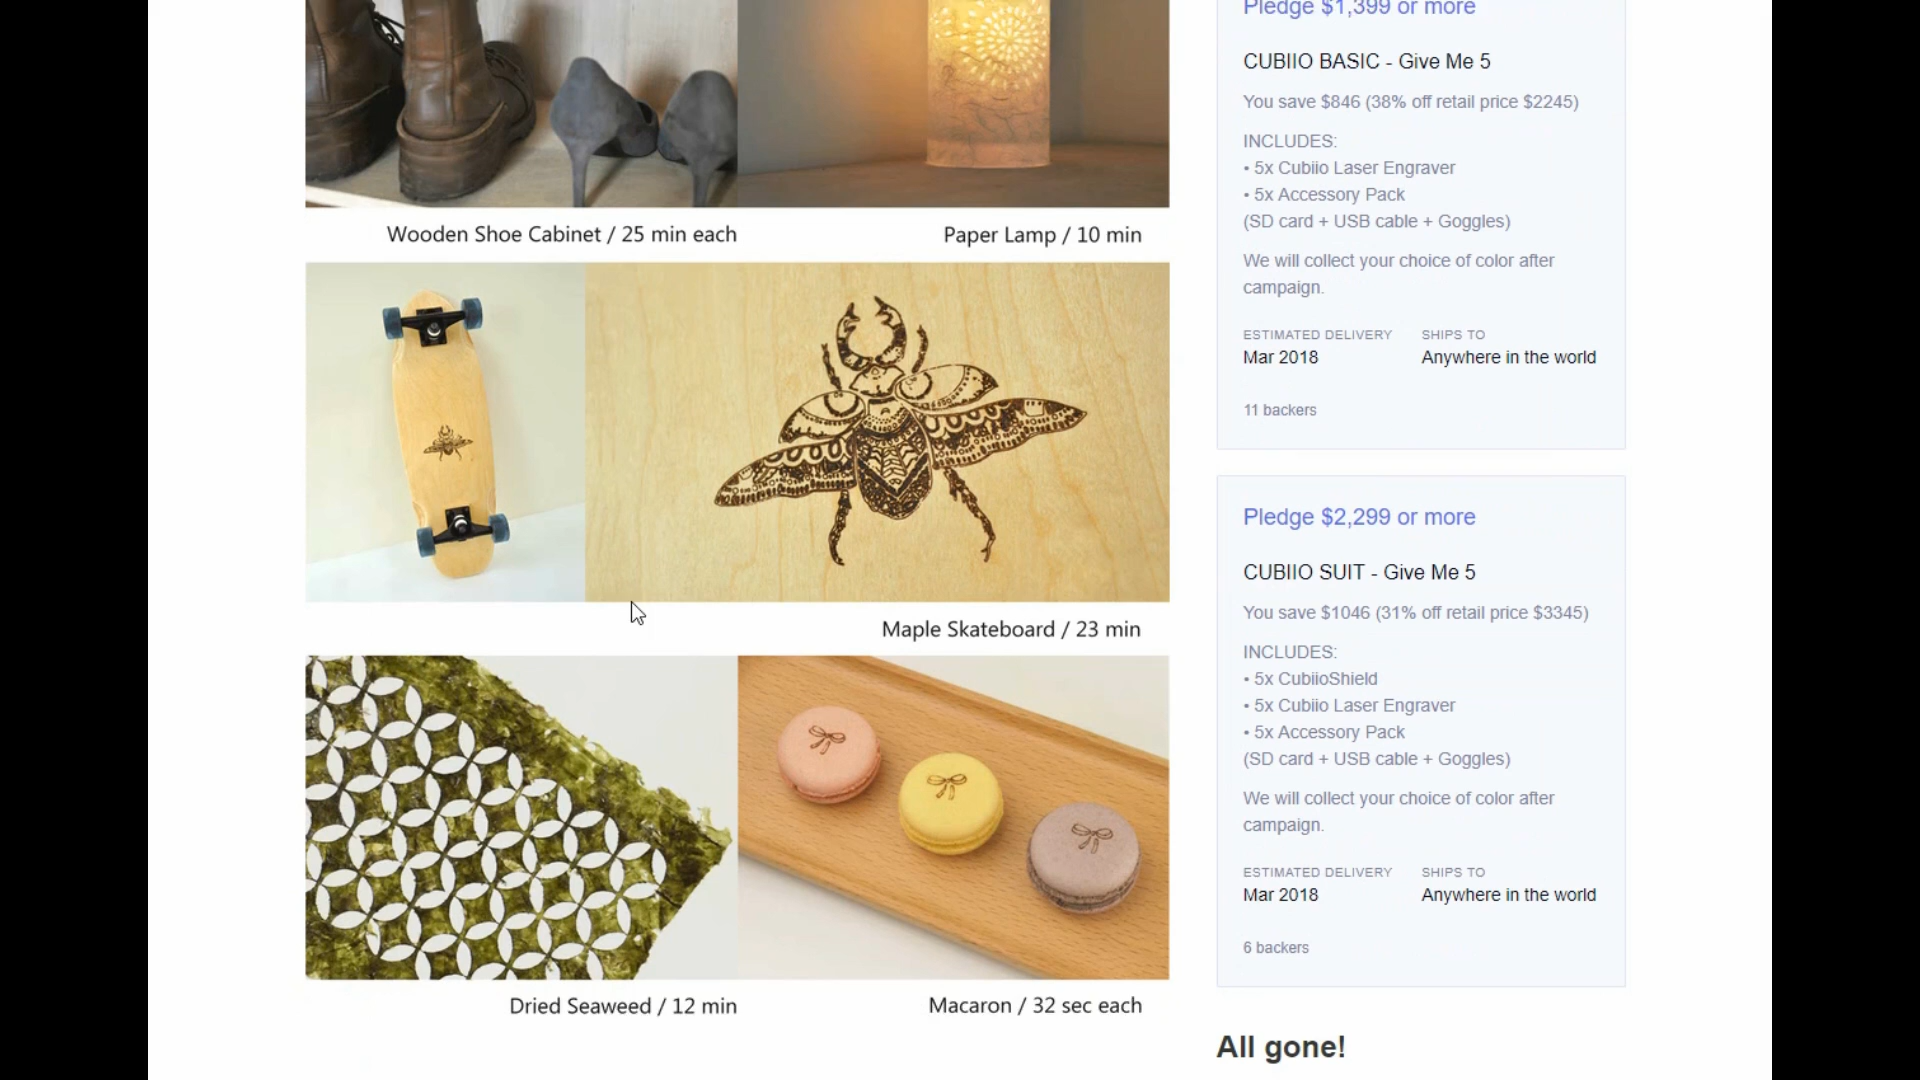 Wooden Shoe Cabinet / 25 min each
Paper Lamp / 10 min
Maple Skateboard / 23 min
Dried Seaweed / 12 min
Macaron / 32 sec each
Pledge $1,399 or more
CUBIIO BASIC - Give Me 5
You save $846 (38% off retail price $2245)
INCLUDES:
• 5x Cubiio Laser Engraver
• 5x Accessory Pack
(SD card + USB cable + Goggles)
We will collect your choice of color after
campaign.
ESTIMATED DELIVERY
Mar 2018
SHIPS TO
Anywhere in the world
11 backers
Pledge $2,299 or more
CUBIIO SUIT - Give Me 5
You save $1046 (31% off retail price $3345)
INCLUDES:
• 5x CubiioShield
• 5x Cubiio Laser Engraver
• 5x Accessory Pack
(SD card + USB cable + Goggles)
We will collect your choice of color after
campaign.
ESTIMATED DELIVERY
Mar 2018
SHIPS TO
Anywhere in the world
6 backers
All gone!